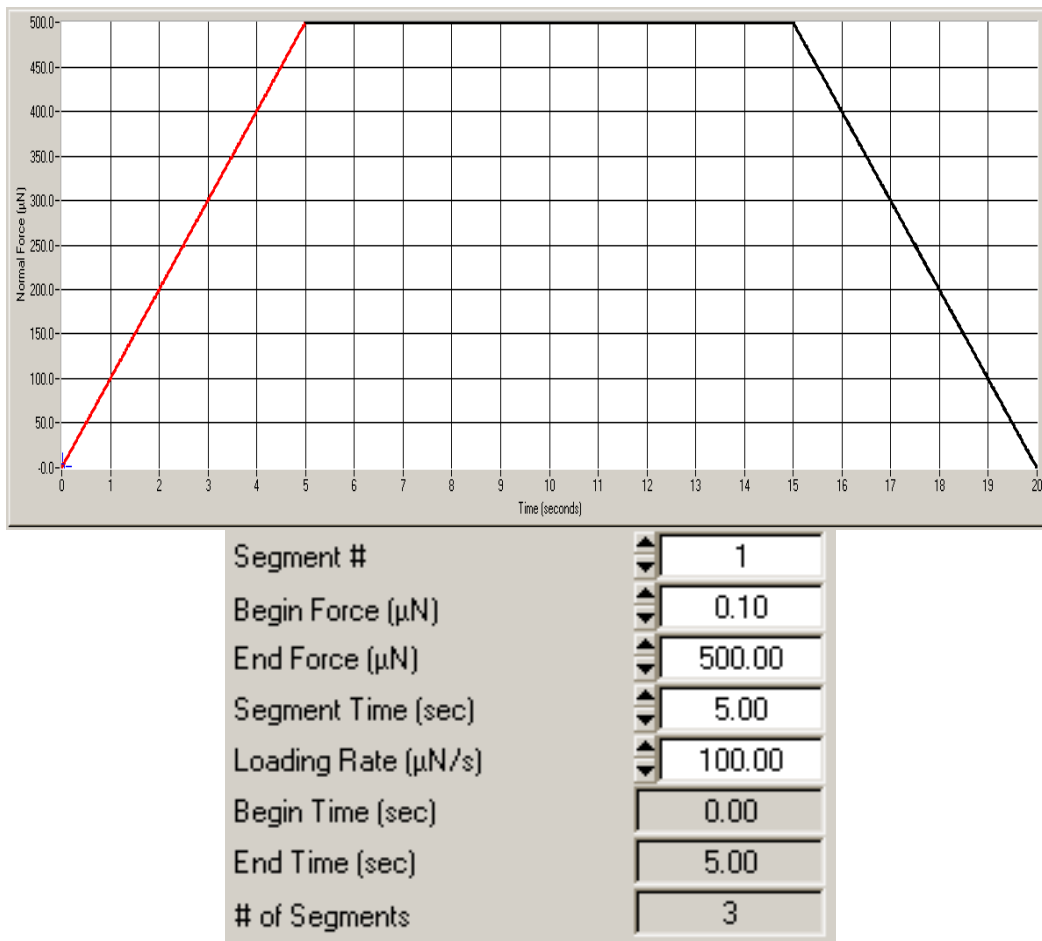 500.0
450.0
400.0
350.0
300.0
250.0
200.0
150.0
100.0
50.0
-0.0
Normal Force (µN)
0 1 2 3 4 5 6 7 8 9 10 11 12 13 14 15 16 17 18 19 20
Time (seconds)
Segment # 1
Begin Force (µN) 0.10
End Force (µN) 500.00
Segment Time (sec) 5.00
Loading Rate (µN/s) 100.00
Begin Time (sec) 0.00
End Time (sec) 5.00
# of Segments 3